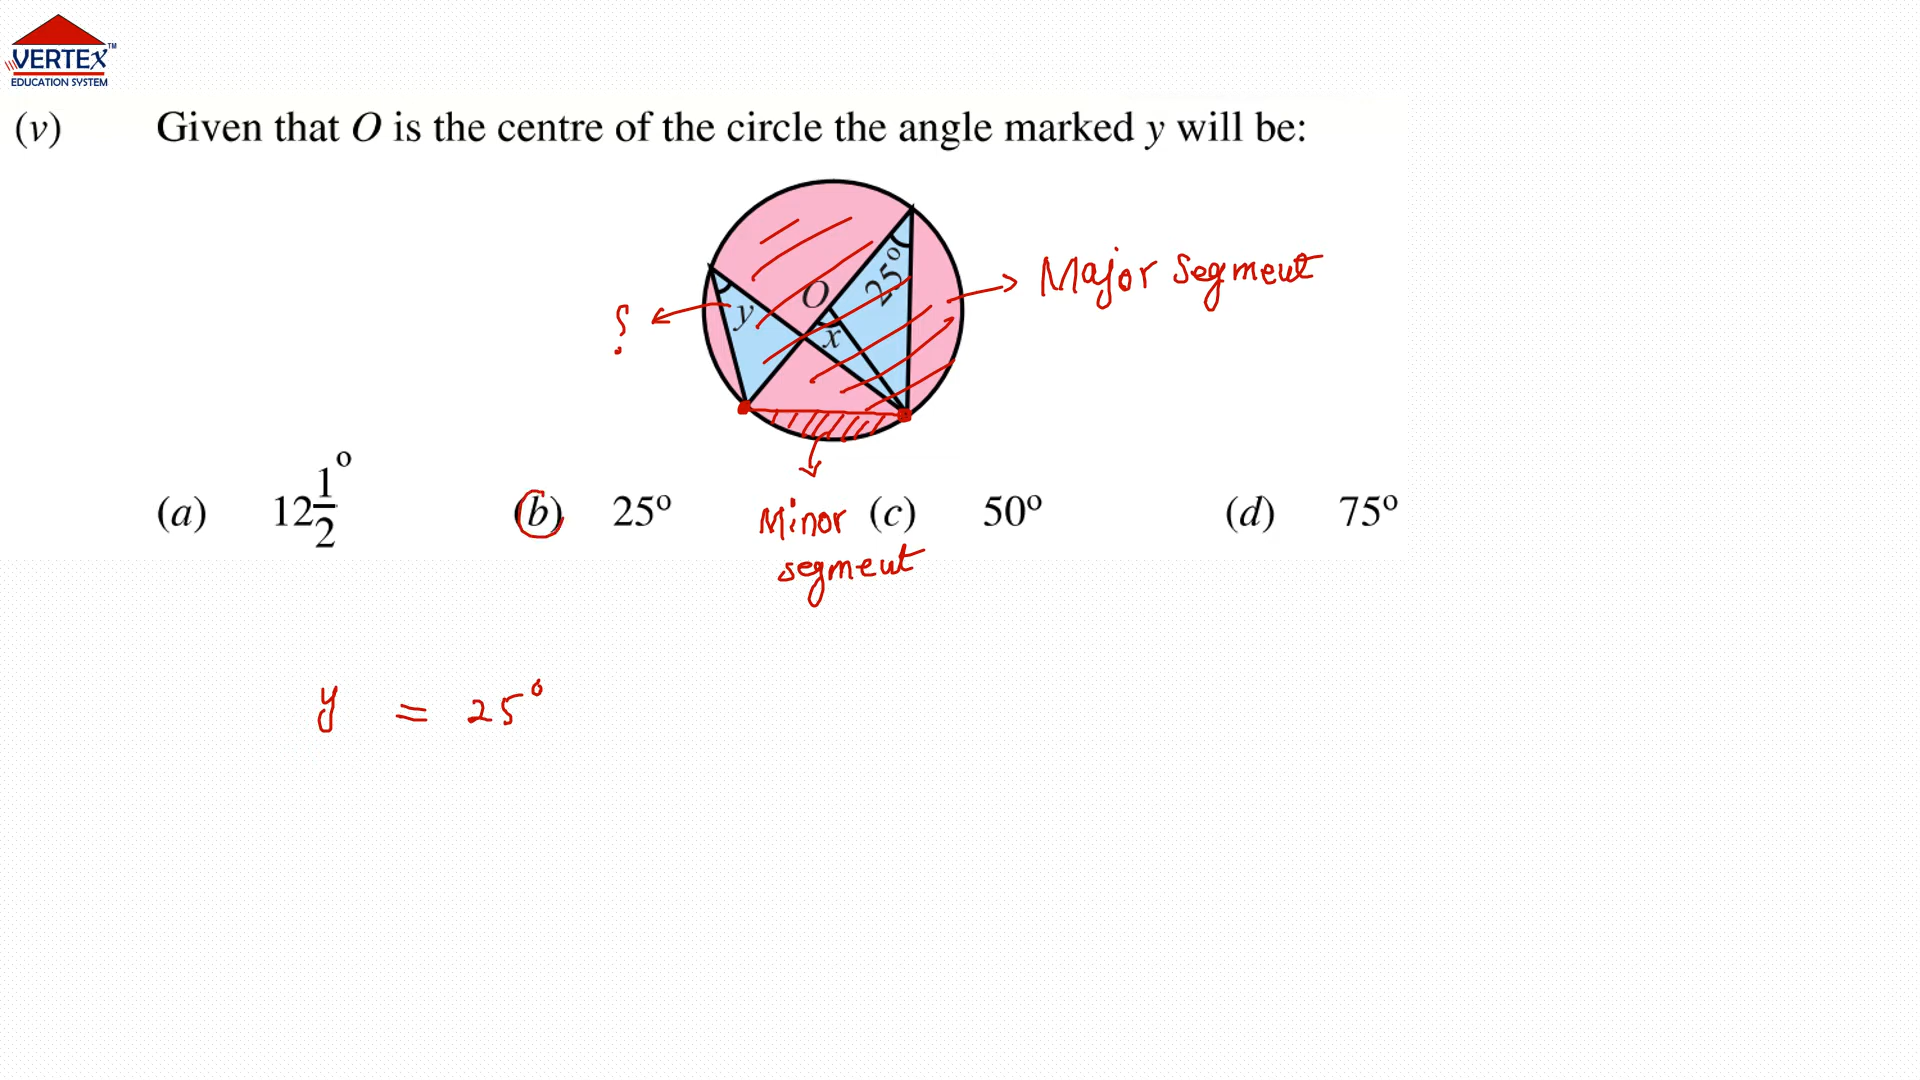 VERTEX™
EDUCATION SYSTEM
(v) Given that O is the centre of the circle the angle marked y will be:
25°
O
y
x
?
Major Segment
(a) 12 1/2° (b) 25° (c) 50° (d) 75°
Minor
segment
y = 25°